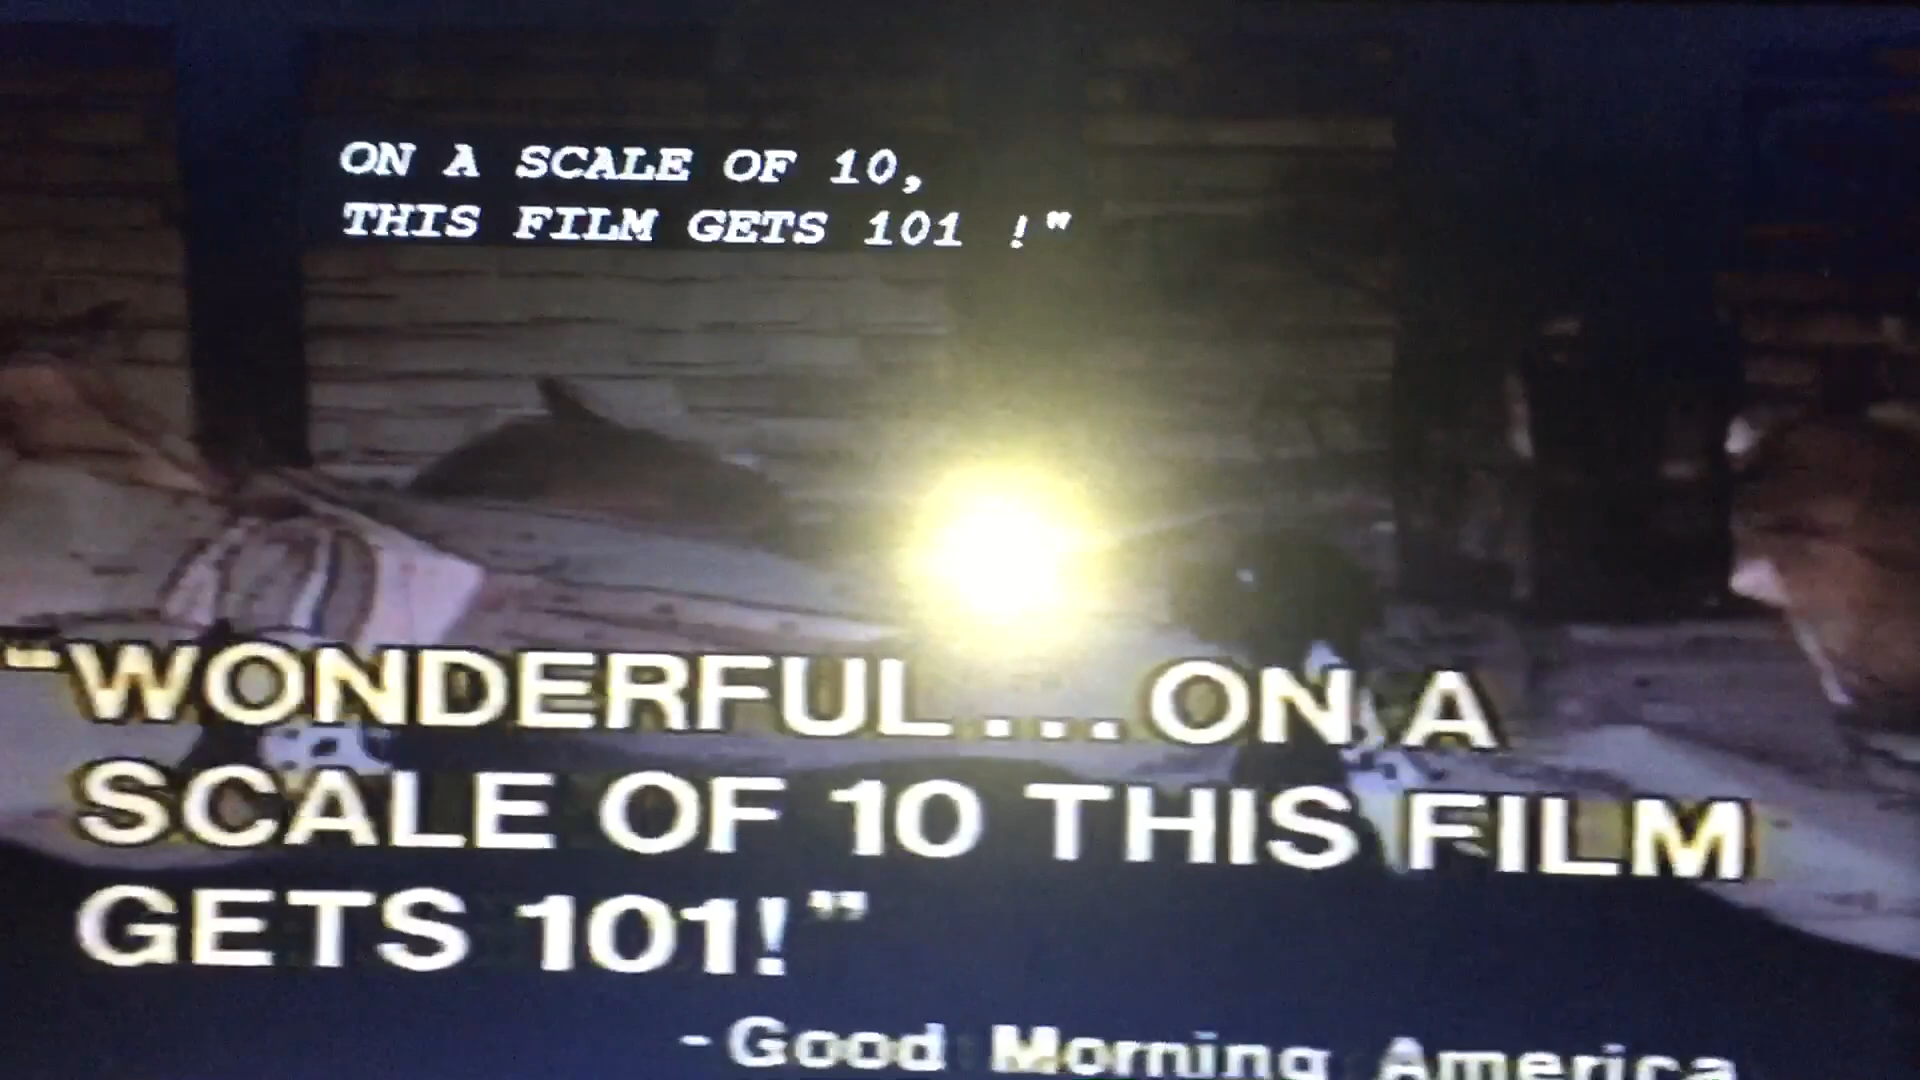 ON A SCALE OF 10,
THIS FILM GETS 101 !"
"WONDERFUL...ON A
SCALE OF 10 THIS FILM
GETS 101!"
-Good Morning America